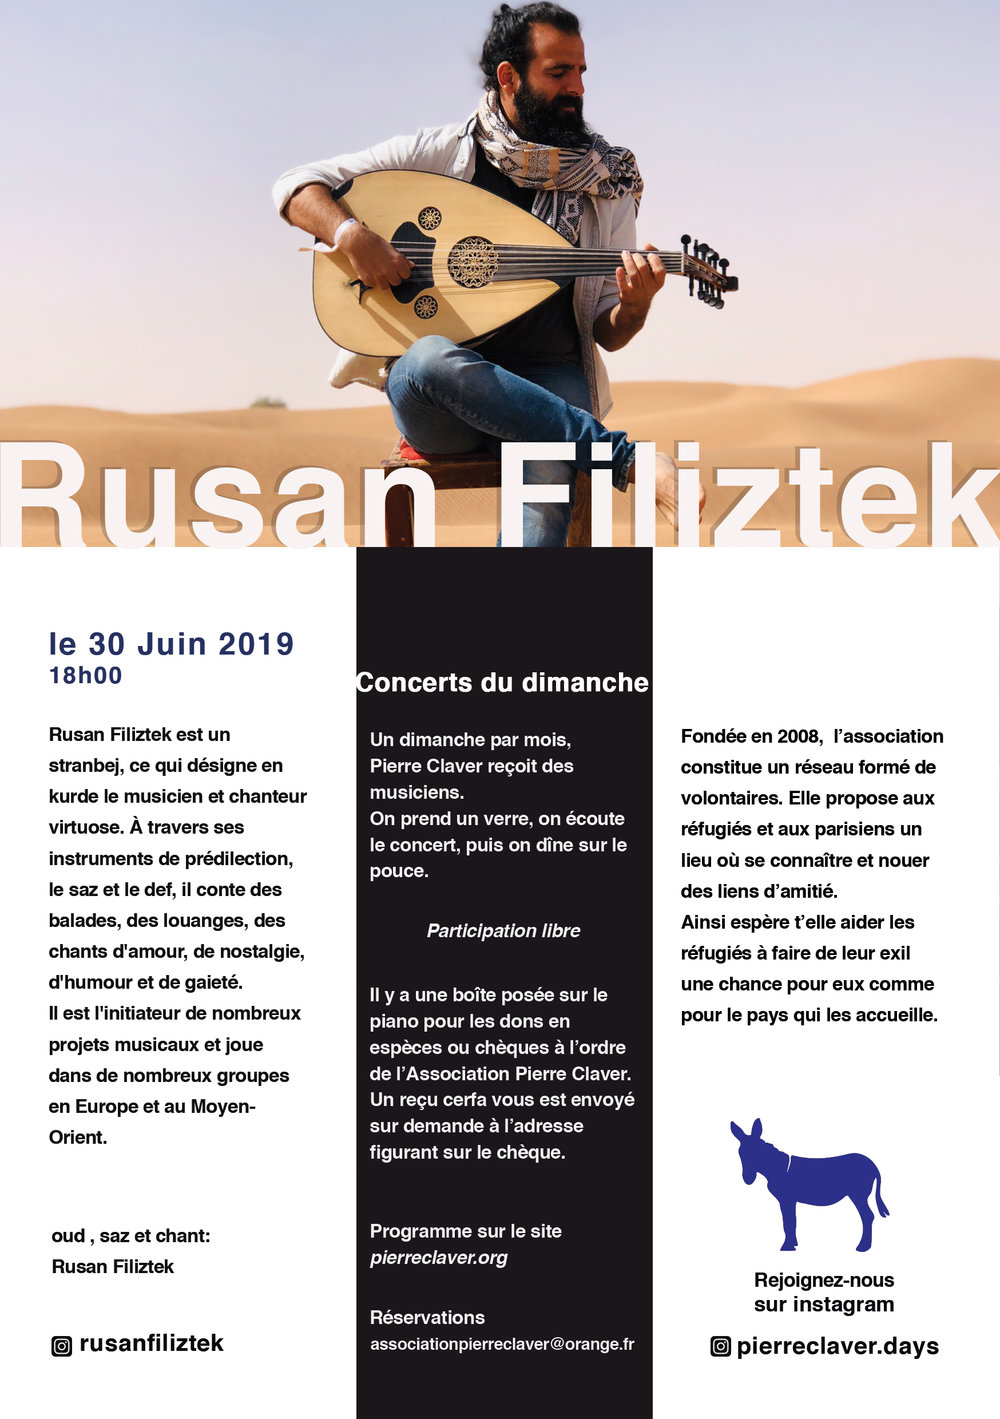 Rusan Filiztek
le 30 Juin 2019
18h00
Rusan Filiztek est un
stranbej, ce qui désigne en
kurde le musicien et chanteur
virtuose. À travers ses
instruments de prédilection,
le saz et le def, il conte des
balades, des louanges, des
chants d'amour, de nostalgie,
d'humour et de gaieté.
Il est l'initiateur de nombreux
projets musicaux et joue
dans de nombreux groupes
en Europe et au Moyen-
Orient.
oud , saz et chant:
Rusan Filiztek
rusanfiliztek
Concerts du dimanche
Un dimanche par mois,
Pierre Claver reçoit des
musiciens.
On prend un verre, on écoute
le concert, puis on dîne sur le
pouce.
Participation libre
Il y a une boîte posée sur le
piano pour les dons en
espèces ou chèques à l’ordre
de l’Association Pierre Claver.
Un reçu cerfa vous est envoyé
sur demande à l’adresse
figurant sur le chèque.
Programme sur le site
pierreclaver.org
Réservations
associationpierreclaver@orange.fr
Fondée en 2008,  l’association
constitue un réseau formé de
volontaires. Elle propose aux
réfugiés et aux parisiens un
lieu où se connaître et nouer
des liens d’amitié.
Ainsi espère t’elle aider les
réfugiés à faire de leur exil
une chance pour eux comme
pour le pays qui les accueille.
Rejoignez-nous
sur instagram
pierreclaver.days